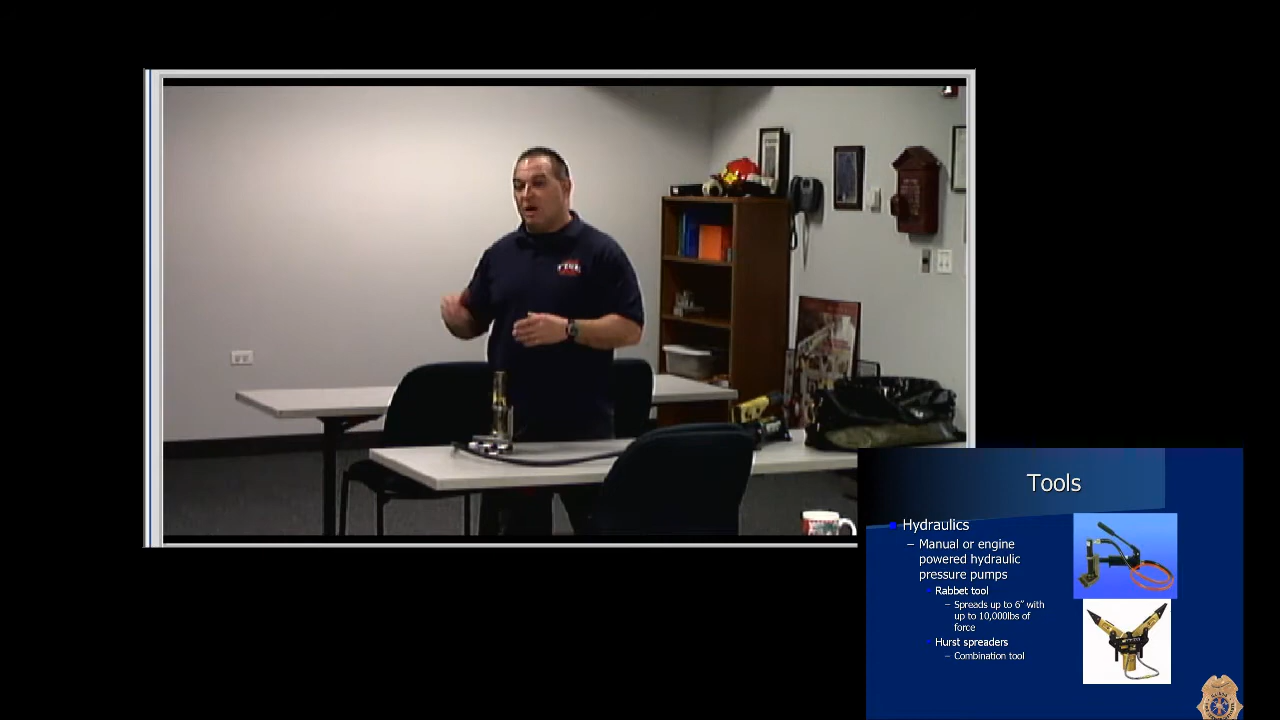 Tools
Hydraulics
– Manual or engine
powered hydraulic
pressure pumps
Rabbet tool
– Spreads up to 6” with
up to 10,000lbs of
force
Hurst spreaders
– Combination tool